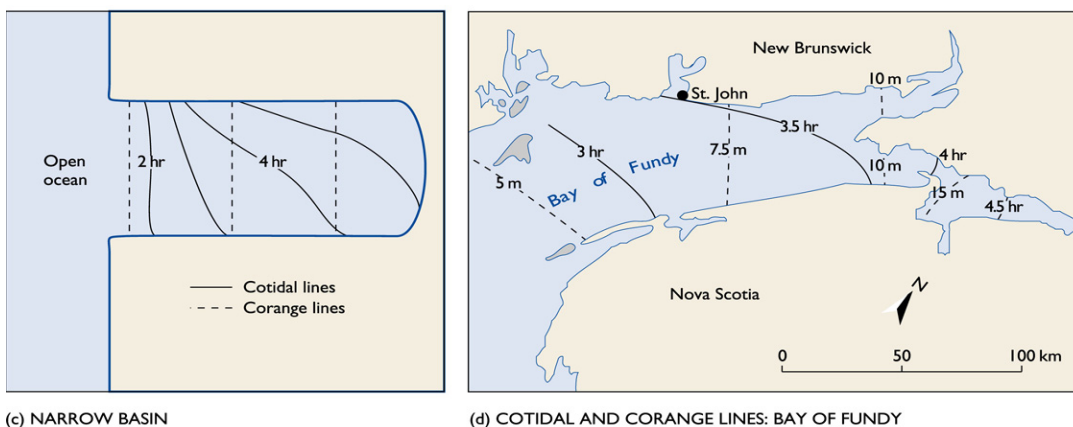 Open
ocean
2 hr
4 hr
Cotidal lines
Corange lines
(c) NARROW BASIN
New Brunswick
10 m
St. John
3.5 hr
3 hr
7.5 m
Bay of Fundy
5 m
10 m
4 hr
15 m
4.5 hr
Nova Scotia
N
0 50 100 km
(d) COTIDAL AND CORANGE LINES: BAY OF FUNDY